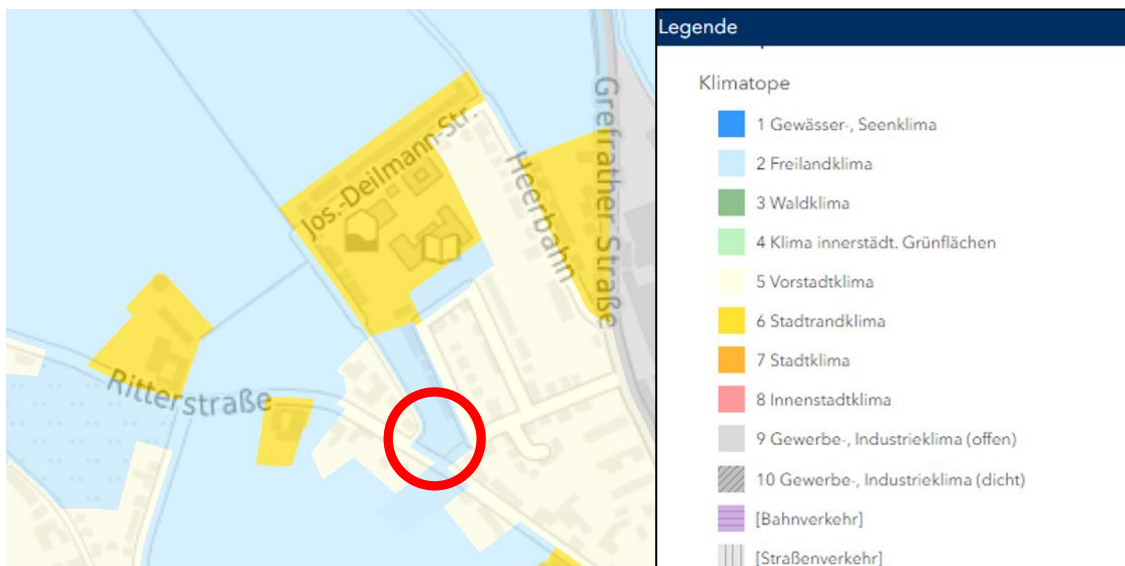 Jos.-Deilmann-Str.
Heerbahn
Grefrather Straße
Ritterstraße
Legende
Klimatope
1 Gewässer-, Seenklima
2 Freilandklima
3 Waldklima
4 Klima innerstädt. Grünflächen
5 Vorstadtklima
6 Stadtrandklima
7 Stadtklima
8 Innenstadtklima
9 Gewerbe-, Industrieklima (offen)
10 Gewerbe-, Industrieklima (dicht)
[Bahnverkehr]
[Straßenverkehr]